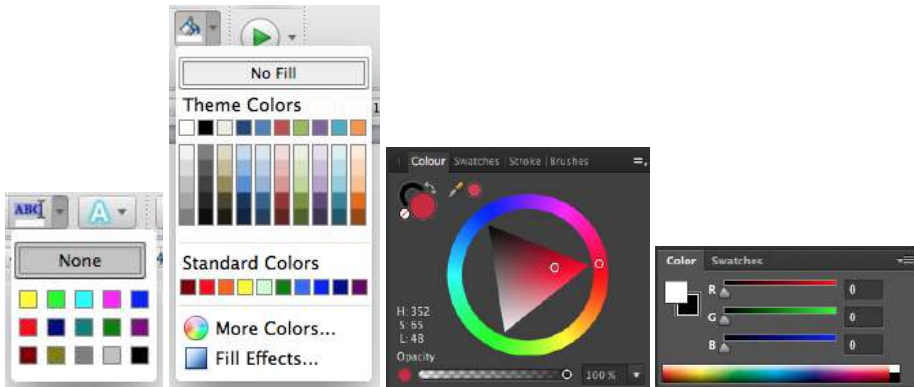 ABC
A
None
No Fill
Theme Colors
Standard Colors
More Colors...
Fill Effects...
Colour Swatches Stroke Brushes
H: 352
S: 65
L: 48
Opacity
100 %
Color Swatches
R 0
G 0
B 0